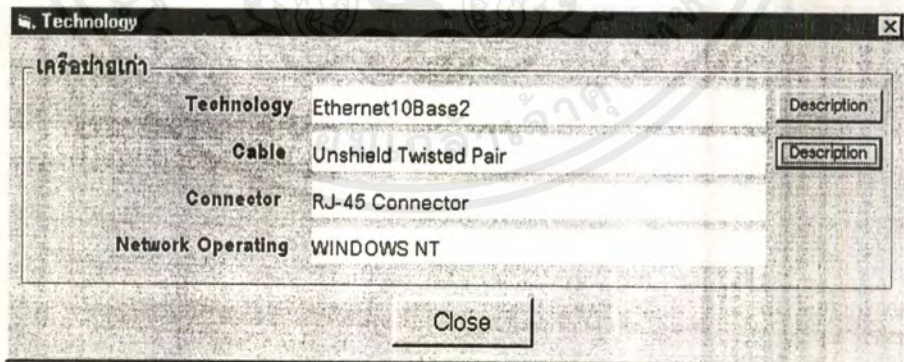 Technology
เครือข่ายเก่า
Technology Ethernet10Base2 Description
Cable Unshield Twisted Pair Description
Connector RJ-45 Connector
Network Operating WINDOWS NT
Close